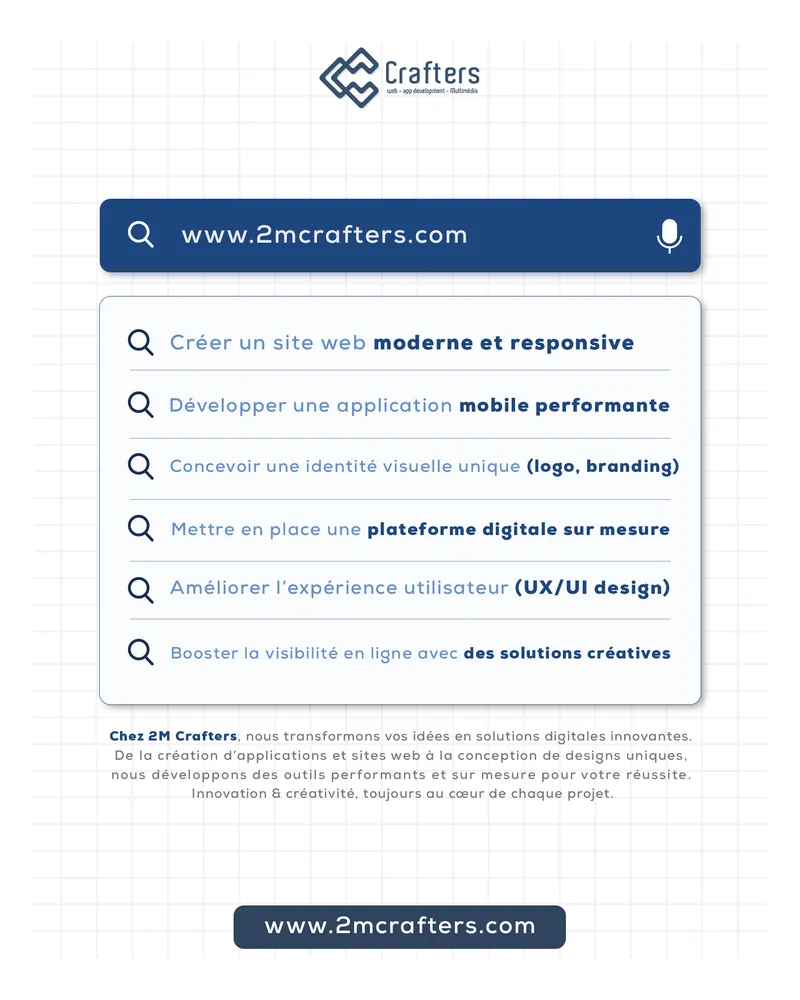 Crafters
web - app development - Multimédia
www.2mcrafters.com
Créer un site web moderne et responsive
Développer une application mobile performante
Concevoir une identité visuelle unique (logo, branding)
Mettre en place une plateforme digitale sur mesure
Améliorer l'expérience utilisateur (UX/UI design)
Booster la visibilité en ligne avec des solutions créatives
Chez 2M Crafters, nous transformons vos idées en solutions digitales innovantes.
De la création d'applications et sites web à la conception de designs uniques,
nous développons des outils performants et sur mesure pour votre réussite.
Innovation & créativité, toujours au cœur de chaque projet.
www.2mcrafters.com